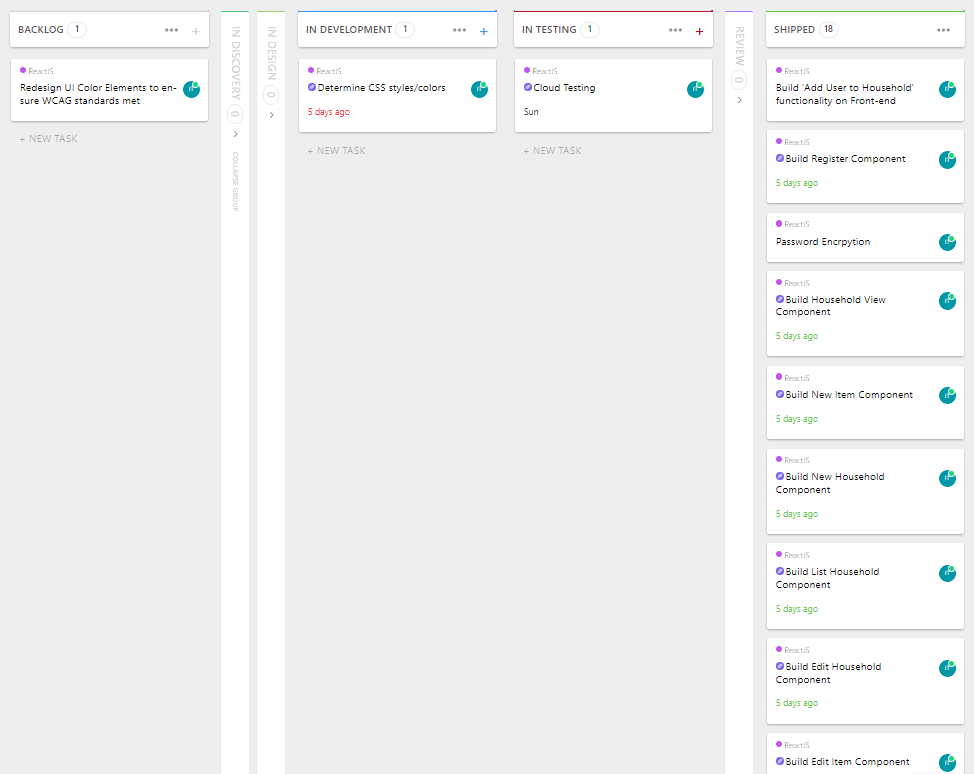 BACKLOG 1
ReactJS
Redesign UI Color Elements to en-
sure WCAG standards met
+ NEW TASK
IN DISCOVERY 0
COLLAPSE GROUP
IN DESIGN 0
IN DEVELOPMENT 1
ReactJS
Determine CSS styles/colors
5 days ago
+ NEW TASK
IN TESTING 1
ReactJS
Cloud Testing
Sun
+ NEW TASK
REVIEW 0
SHIPPED 18
ReactJS
Build 'Add User to Household'
functionality on Front-end
ReactJS
Build Register Component
5 days ago
ReactJS
Password Encrpytion
ReactJS
Build Household View
Component
5 days ago
ReactJS
Build New Item Component
5 days ago
ReactJS
Build New Household
Component
5 days ago
ReactJS
Build List Household
Component
5 days ago
ReactJS
Build Edit Household
Component
5 days ago
ReactJS
Build Edit Item Component